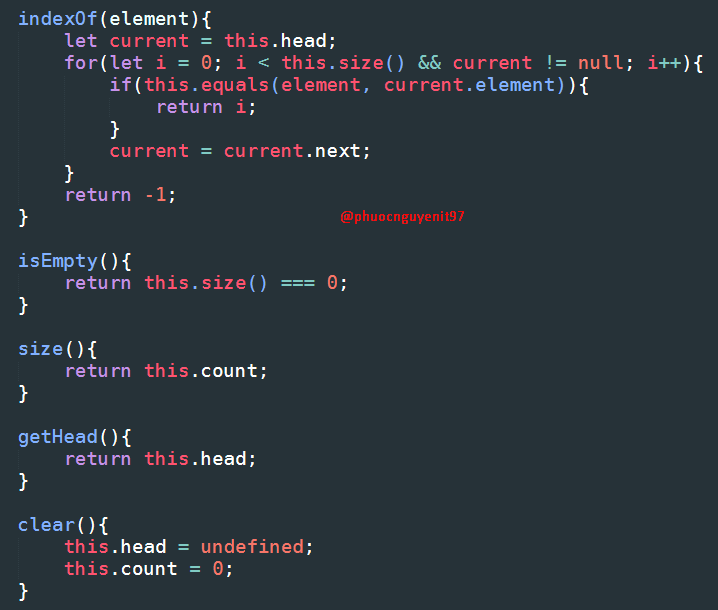 indexOf(element){
    let current = this.head;
    for(let i = 0; i < this.size() && current != null; i++){
        if(this.equals(element, current.element)){
            return i;
        }
        current = current.next;
    }
    return -1;
}
@phuocnguyenit97
isEmpty(){
    return this.size() === 0;
}
size(){
    return this.count;
}
getHead(){
    return this.head;
}
clear(){
    this.head = undefined;
    this.count = 0;
}